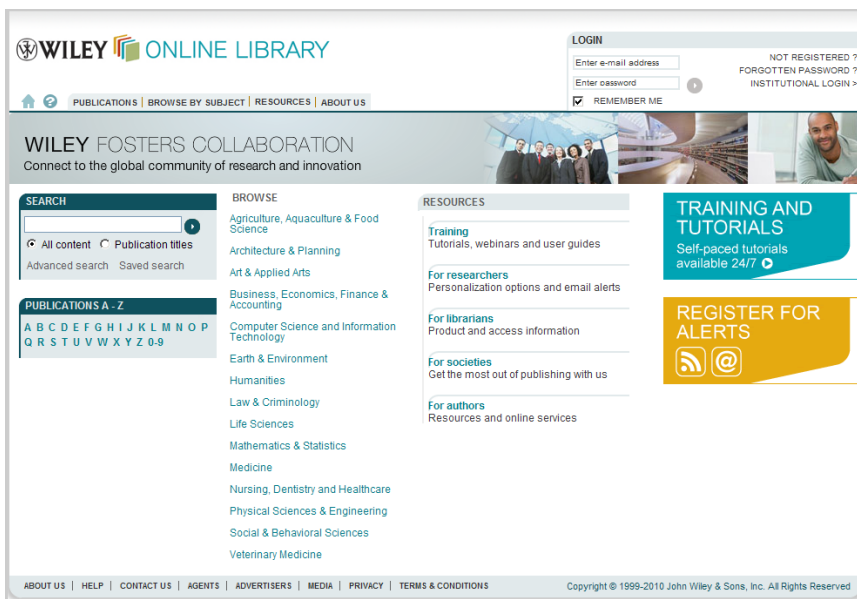 WILEY ONLINE LIBRARY
LOGIN
Enter e-mail address
Enter password
REMEMBER ME
NOT REGISTERED ?
FORGOTTEN PASSWORD ?
INSTITUTIONAL LOGIN >
PUBLICATIONS | BROWSE BY SUBJECT | RESOURCES | ABOUT US
WILEY FOSTERS COLLABORATION
Connect to the global community of research and innovation
SEARCH
All content Publication titles
Advanced search Saved search
PUBLICATIONS A - Z
A B C D E F G H I J K L M N O P
Q R S T U V W X Y Z 0-9
BROWSE
Agriculture, Aquaculture & Food
Science
Architecture & Planning
Art & Applied Arts
Business, Economics, Finance &
Accounting
Computer Science and Information
Technology
Earth & Environment
Humanities
Law & Criminology
Life Sciences
Mathematics & Statistics
Medicine
Nursing, Dentistry and Healthcare
Physical Sciences & Engineering
Social & Behavioral Sciences
Veterinary Medicine
RESOURCES
Training
Tutorials, webinars and user guides
For researchers
Personalization options and email alerts
For librarians
Product and access information
For societies
Get the most out of publishing with us
For authors
Resources and online services
TRAINING AND
TUTORIALS
Self-paced tutorials
available 24/7
REGISTER FOR
ALERTS
@
ABOUT US | HELP | CONTACT US | AGENTS | ADVERTISERS | MEDIA | PRIVACY | TERMS & CONDITIONS
Copyright © 1999-2010 John Wiley & Sons, Inc. All Rights Reserved